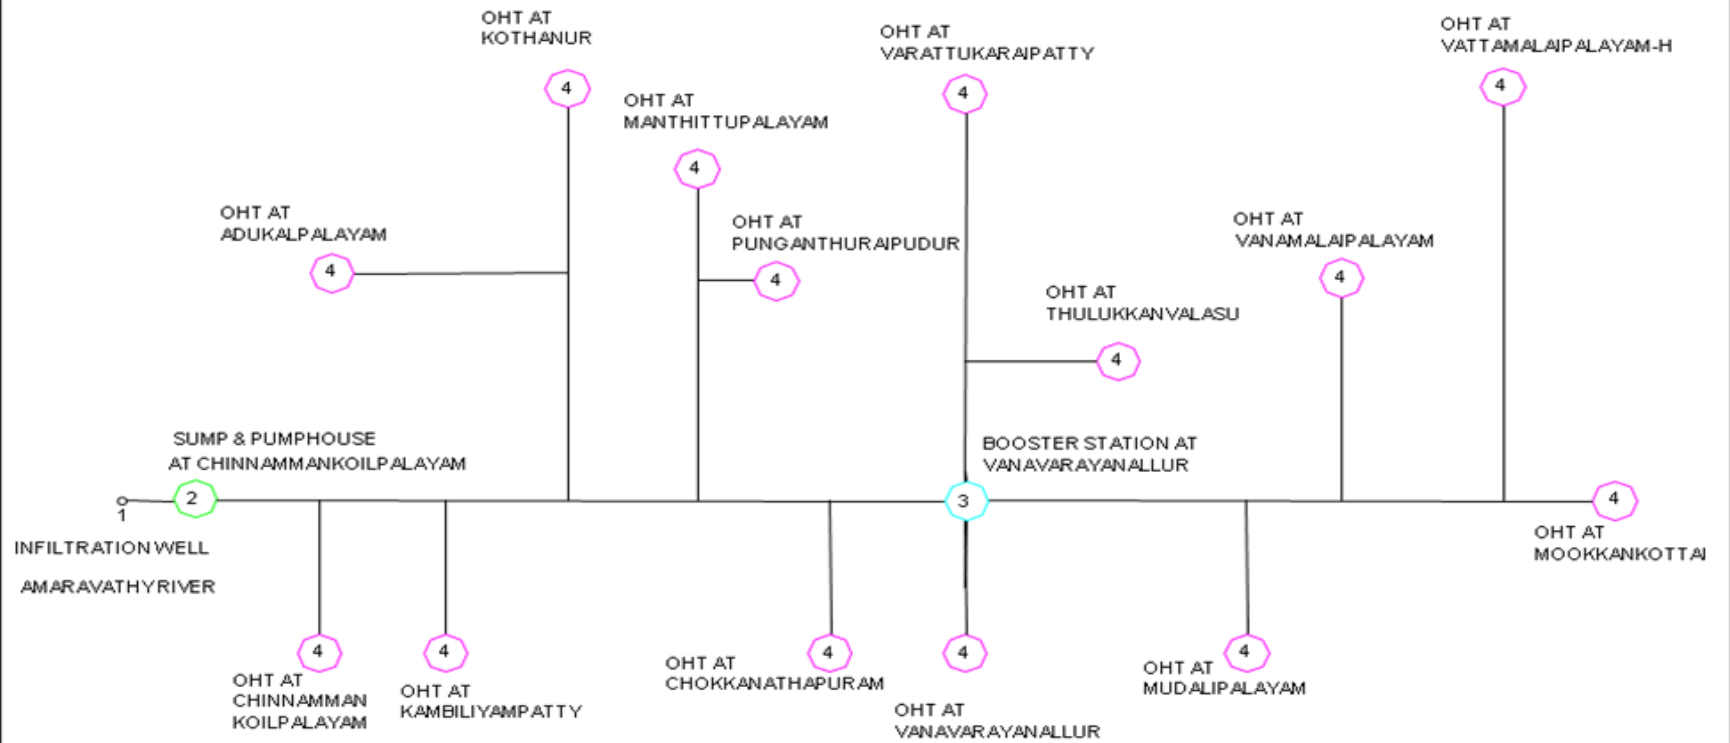 OHT AT
KOTHANUR
4
OHT AT
VARATTUKARAIPATTY
4
OHT AT
VATTAMALAIPALAYAM-H
4
OHT AT
MANTHITTUPALAYAM
4
OHT AT
ADUKALPALAYAM
4
OHT AT
PUNGANTHURAIPUDUR
4
OHT AT
VANAMALAIPALAYAM
4
OHT AT
THULUKKANVALASU
4
SUMP & PUMPHOUSE
AT CHINNAMMANKOILPALAYAM
2
BOOSTER STATION AT
VANAVARAYANALLUR
3
1
INFILTRATION WELL
AMARAVATHY RIVER
4
OHT AT
MOOKKANKOTTAI
4
OHT AT
CHINNAMMAN
KOILPALAYAM
4
OHT AT
KAMBILIYAMPATTY
4
OHT AT
CHOKKANATHAPURAM
4
OHT AT
VANAVARAYANALLUR
4
OHT AT
MUDALIPALAYAM